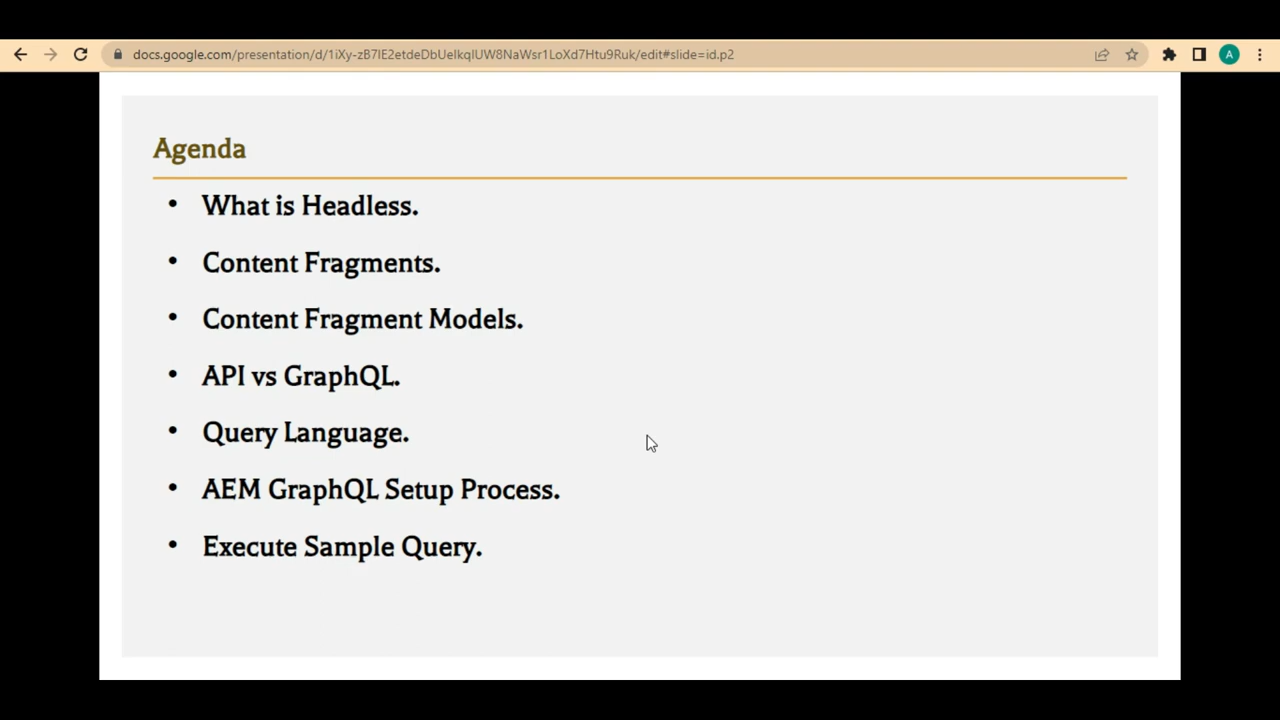 docs.google.com/presentation/d/1iXy-zB7IE2etdeDbUelkqIUW8NaWsr1LoXd7Htu9Ruk/edit#slide=id.p2
A
Agenda
• What is Headless.
• Content Fragments.
• Content Fragment Models.
• API vs GraphQL.
• Query Language.
• AEM GraphQL Setup Process.
• Execute Sample Query.